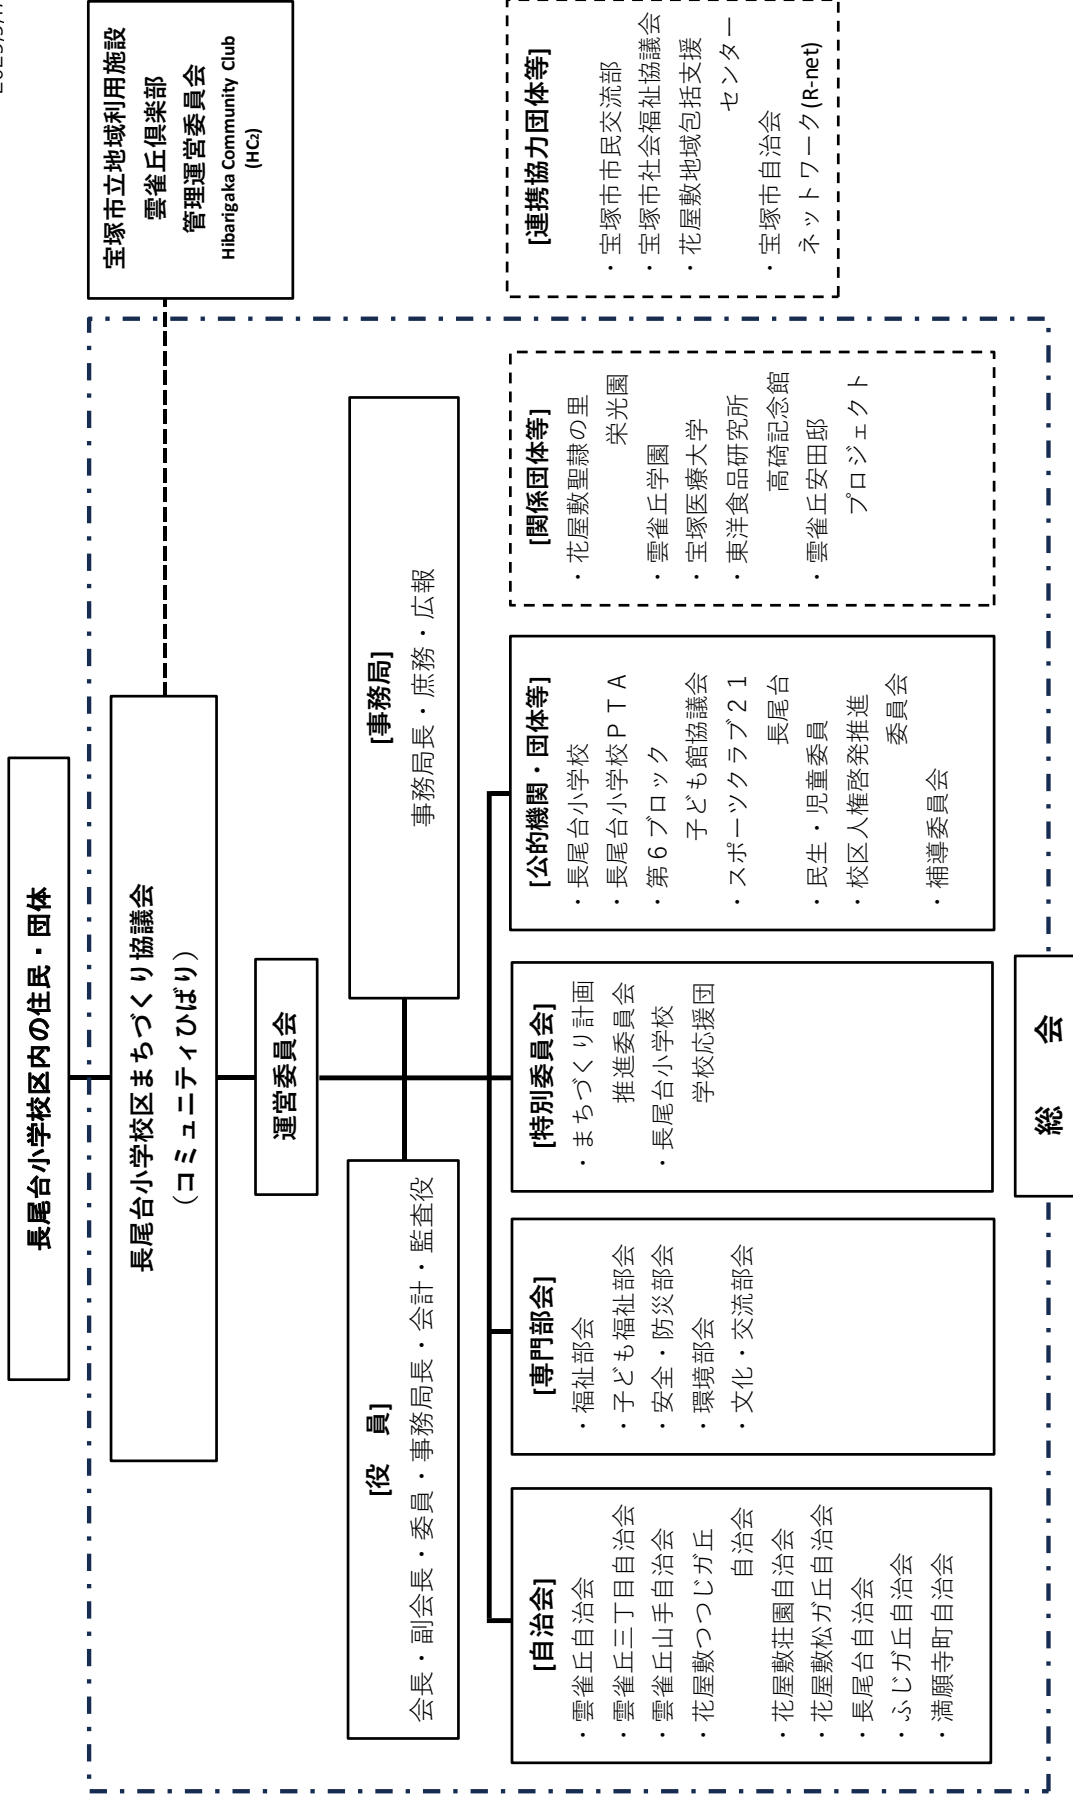 長尾台小学校区内の住民・団体
長尾台小学校区まちづくり協議会
（コミュニティひばり）
宝塚市立地域利用施設
雲雀丘倶楽部
管理運営委員会
Hibarigaka Community Club
(HC2)
運営委員会
[役　員]
会長・副会長・委員・事務局長・会計・監査役
[事務局]
事務局長・庶務・広報
[自治会]
・雲雀丘自治会
・雲雀丘三丁目自治会
・雲雀丘山手自治会
・花屋敷つつじガ丘
自治会
・花屋敷荘園自治会
・花屋敷松ガ丘自治会
・長尾台自治会
・ふじガ丘自治会
・満願寺町自治会
[専門部会]
・福祉部会
・子ども福祉部会
・安全・防災部会
・環境部会
・文化・交流部会
[特別委員会]
・まちづくり計画
推進委員会
・長尾台小学校
学校応援団
[公的機関・団体等]
・長尾台小学校
・長尾台小学校ＰＴＡ
・第６ブロック
子ども館協議会
・スポーツクラブ２１
長尾台
・民生・児童委員
・校区人権啓発推進
委員会
・補導委員会
[関係団体等]
・花屋敷聖隷の里
栄光園
・雲雀丘学園
・宝塚医療大学
・東洋食品研究所
高碕記念館
・雲雀丘安田邸
プロジェクト
[連携協力団体等]
・宝塚市市民交流部
・宝塚市社会福祉協議会
・花屋敷地域包括支援
センター
・宝塚市自治会
ネットワーク(R-net)
総　会